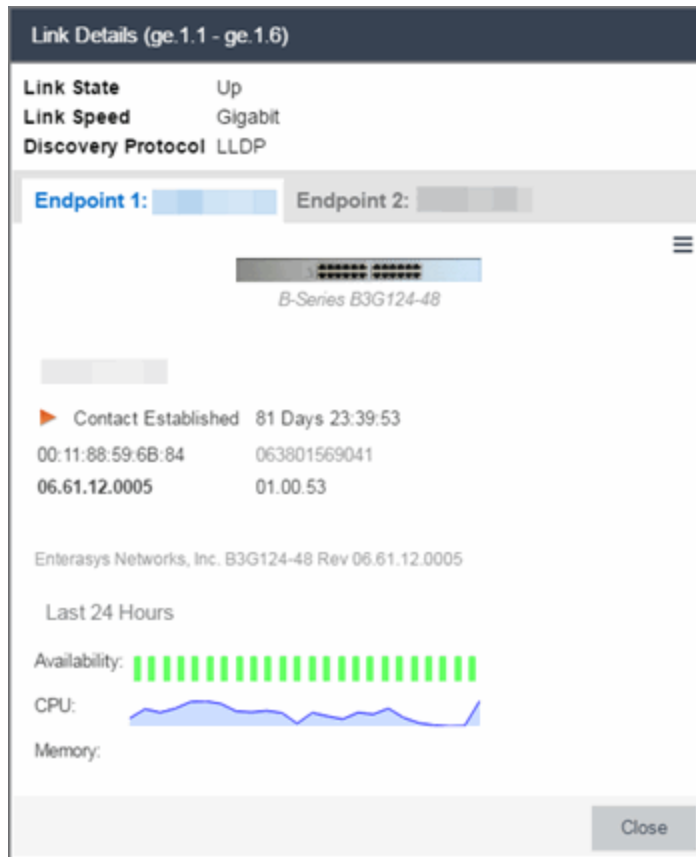 Link Details (ge.1.1 - ge.1.6)
Link State Up
Link Speed Gigabit
Discovery Protocol LLDP
Endpoint 1: Endpoint 2:
B-Series B3G124-48
Contact Established 81 Days 23:39:53
00:11:88:59:6B:84 063801569041
06.61.12.0005 01.00.53
Enterasys Networks, Inc. B3G124-48 Rev 06.61.12.0005
Last 24 Hours
Availability:
CPU:
Memory:
Close